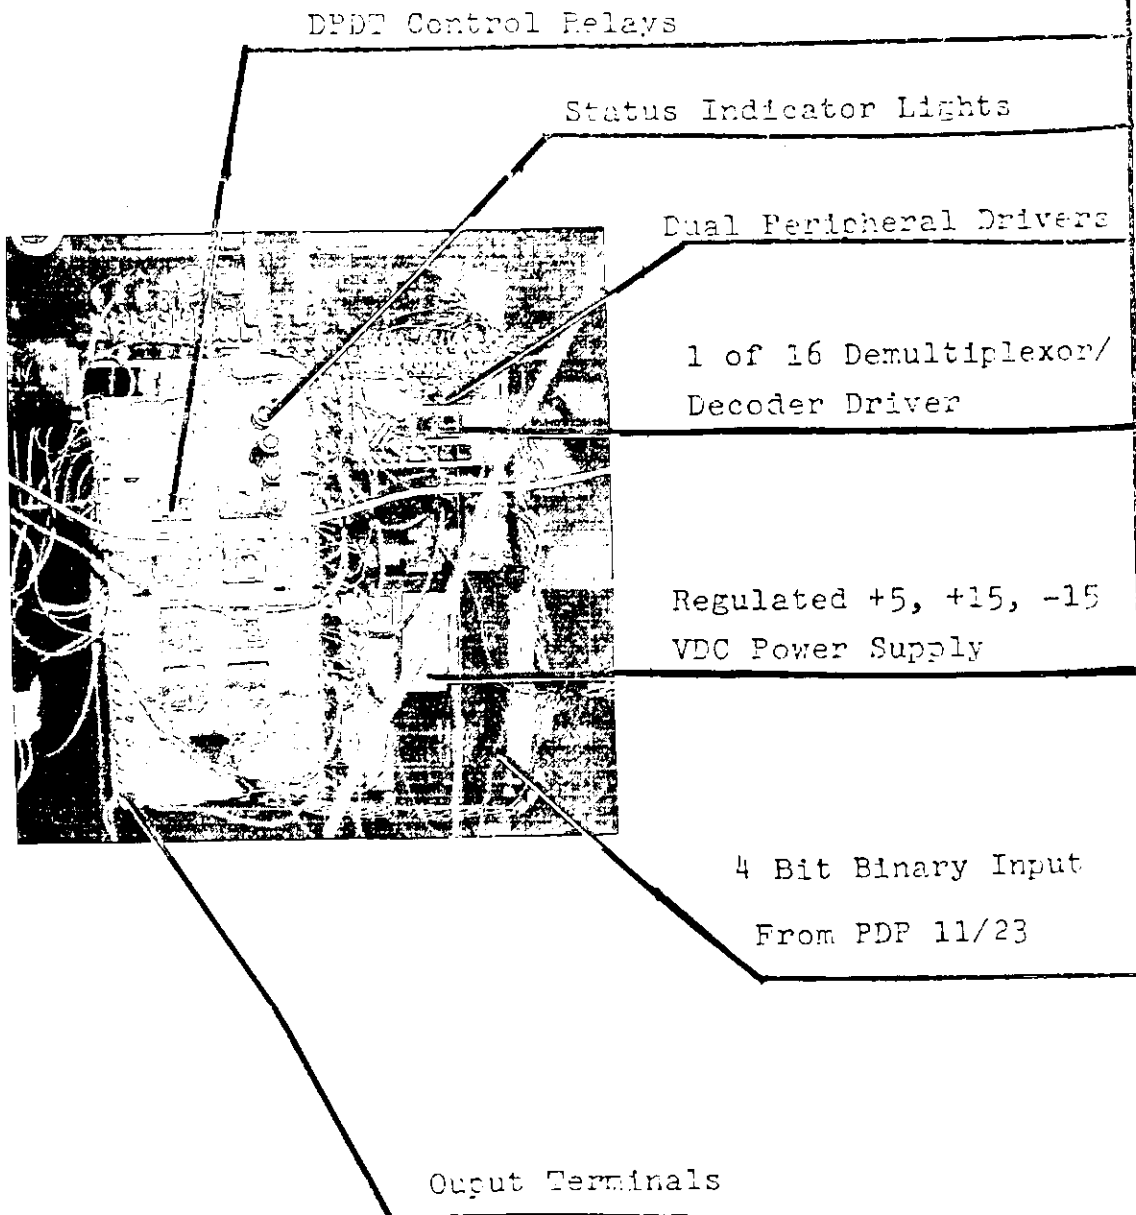 DPDT Control Relays
Status Indicator Lights
Dual Peripheral Drivers
1 of 16 Demultiplexor/
Decoder Driver
Regulated +5, +15, -15
VDC Power Supply
4 Bit Binary Input
From PDP 11/23
Ouput Terminals